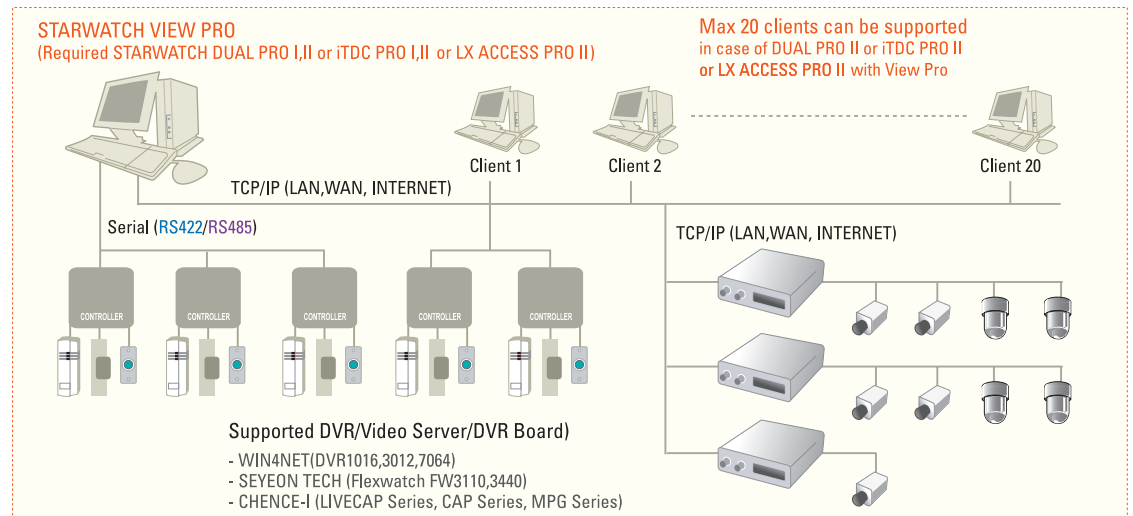 STARWATCH VIEW PRO
(Required STARWATCH DUAL PRO I,II or iTDC PRO I,II or LX ACCESS PRO II)
Max 20 clients can be supported
in case of DUAL PRO II or iTDC PRO II
or LX ACCESS PRO II with View Pro
Client 1
Client 2
Client 20
TCP/IP (LAN,WAN, INTERNET)
Serial (RS422/RS485)
TCP/IP (LAN,WAN, INTERNET)
CONTROLLER
CONTROLLER
CONTROLLER
CONTROLLER
CONTROLLER
Supported DVR/Video Server/DVR Board)
- WIN4NET(DVR1016,3012,7064)
- SEYEON TECH (Flexwatch FW3110,3440)
- CHENCE-I (LIVECAP Series, CAP Series, MPG Series)